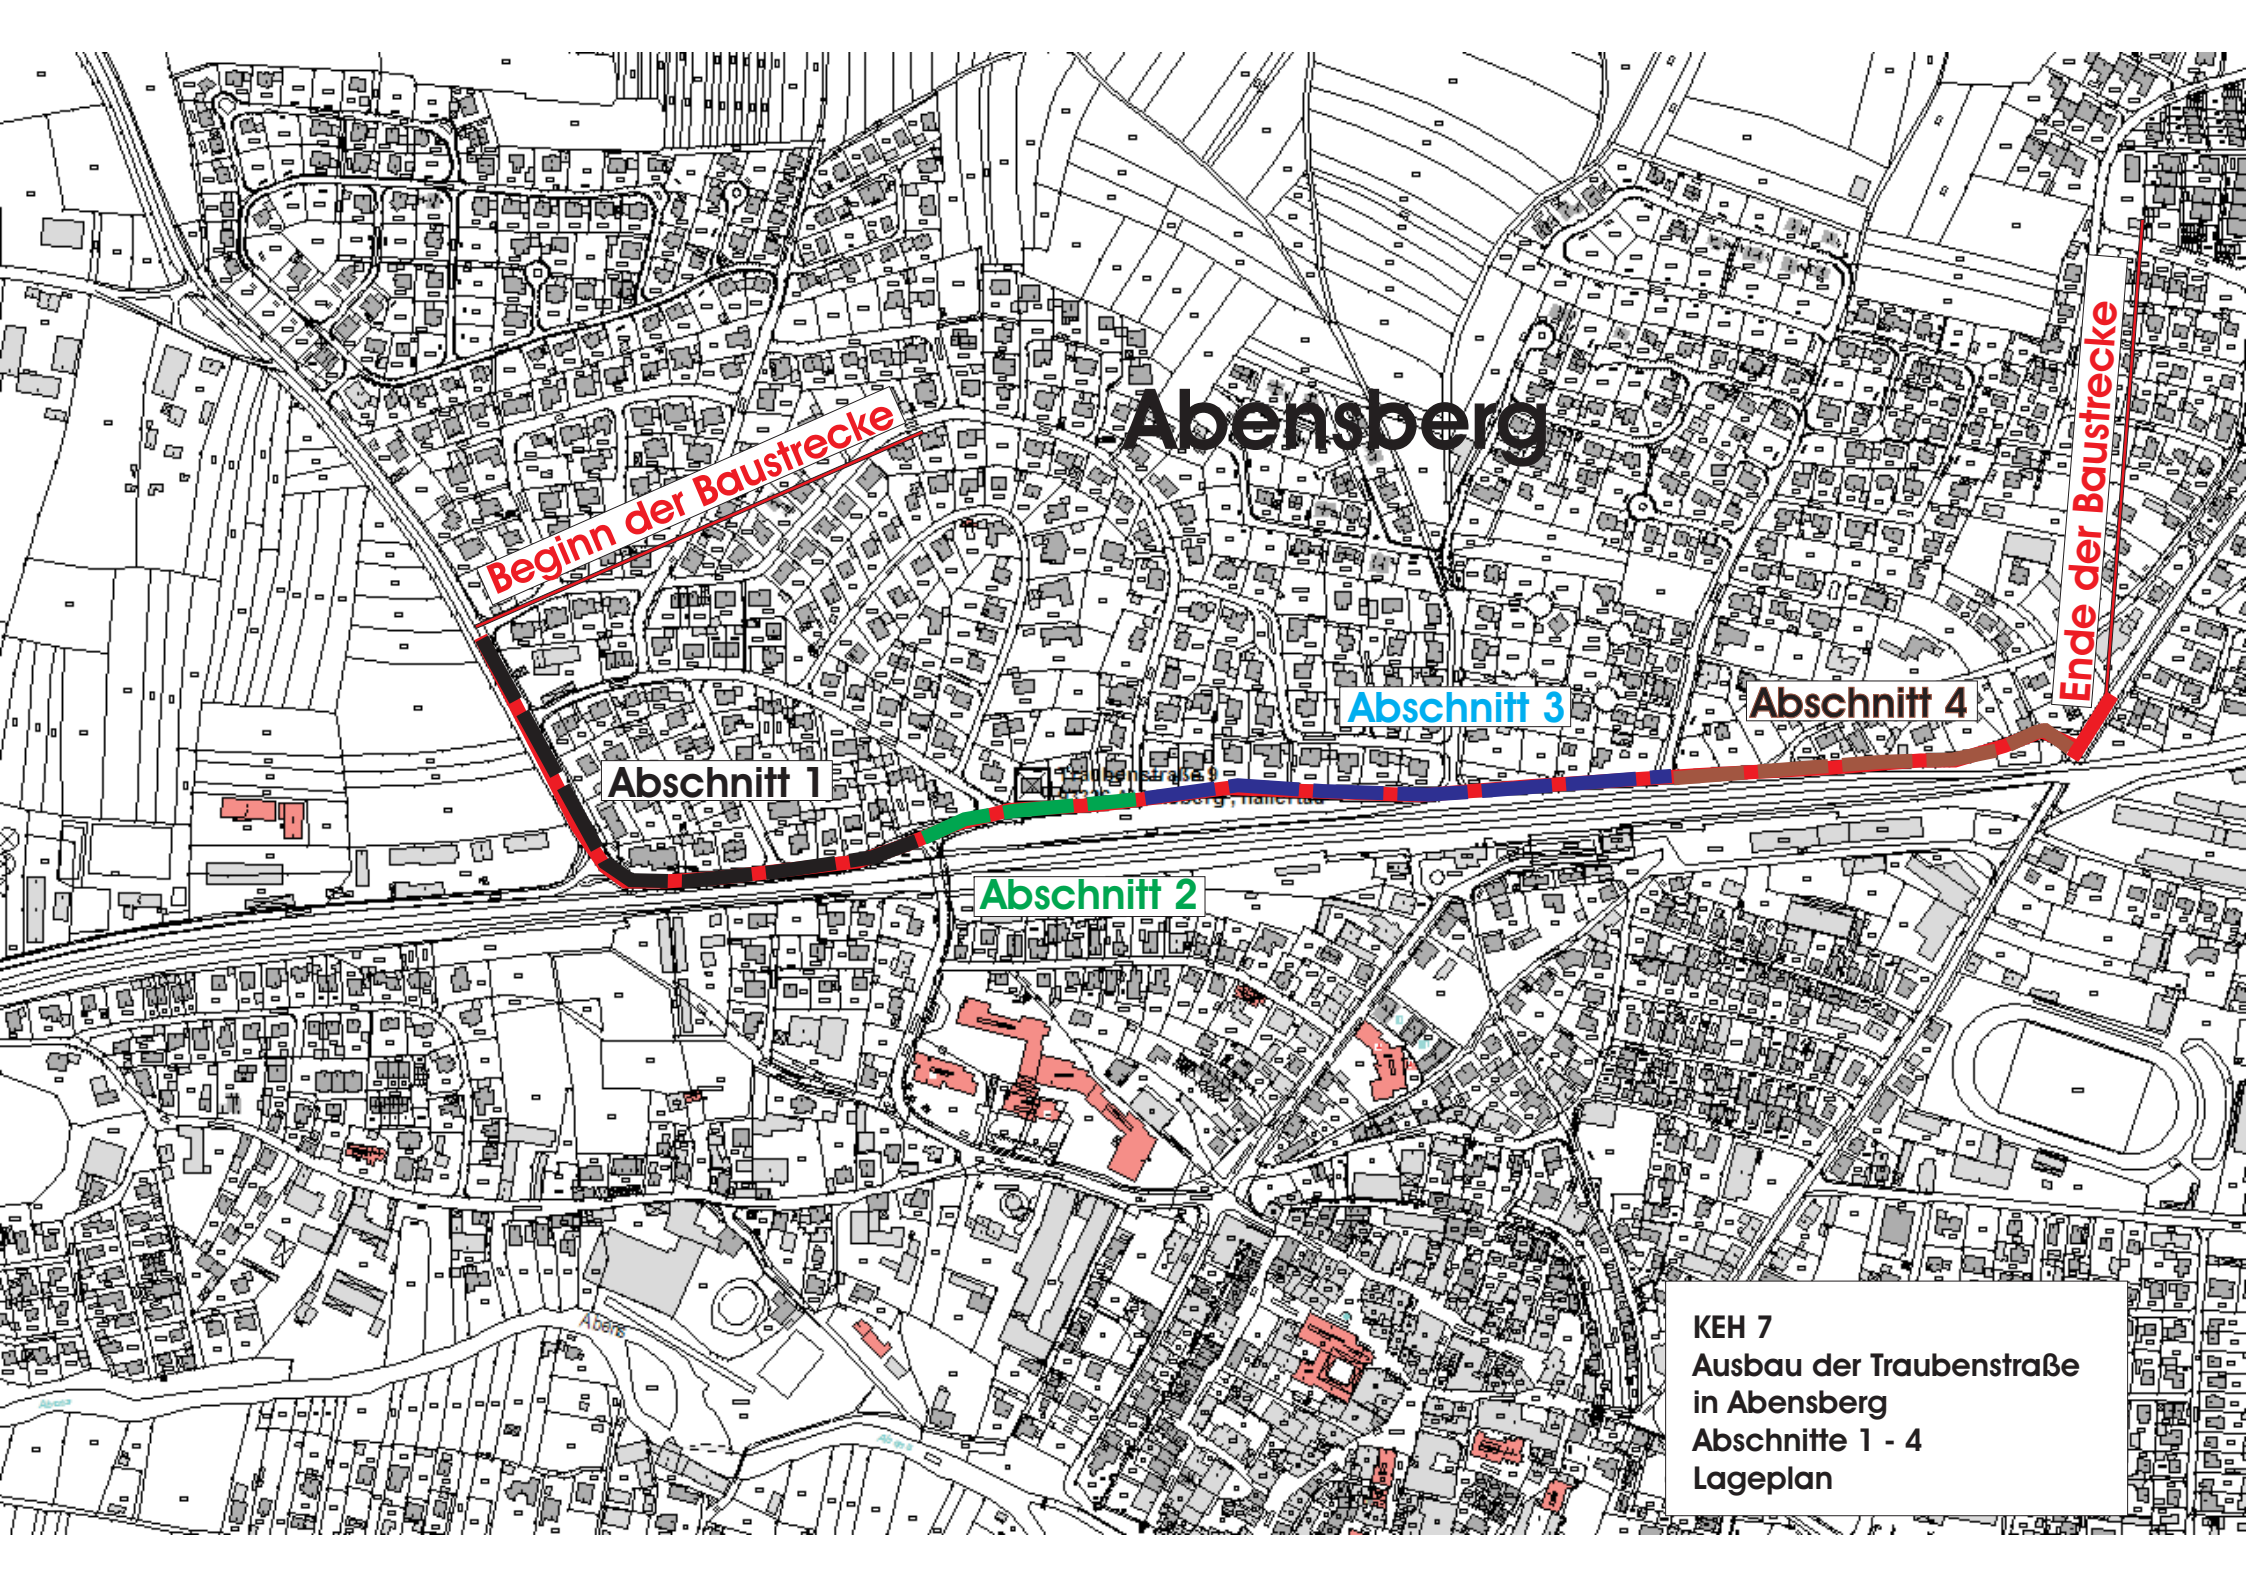 Abensberg
Beginn der Baustrecke
Ende der Baustrecke
Abschnitt 3
Abschnitt 4
Abschnitt 1
Traubenstraße 9
Abschnitt 2
Abens
KEH 7
Ausbau der Traubenstraße
in Abensberg
Abschnitte 1 - 4
Lageplan